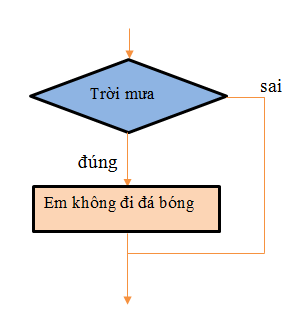 Trời mưa
sai
đúng
Em không đi đá bóng